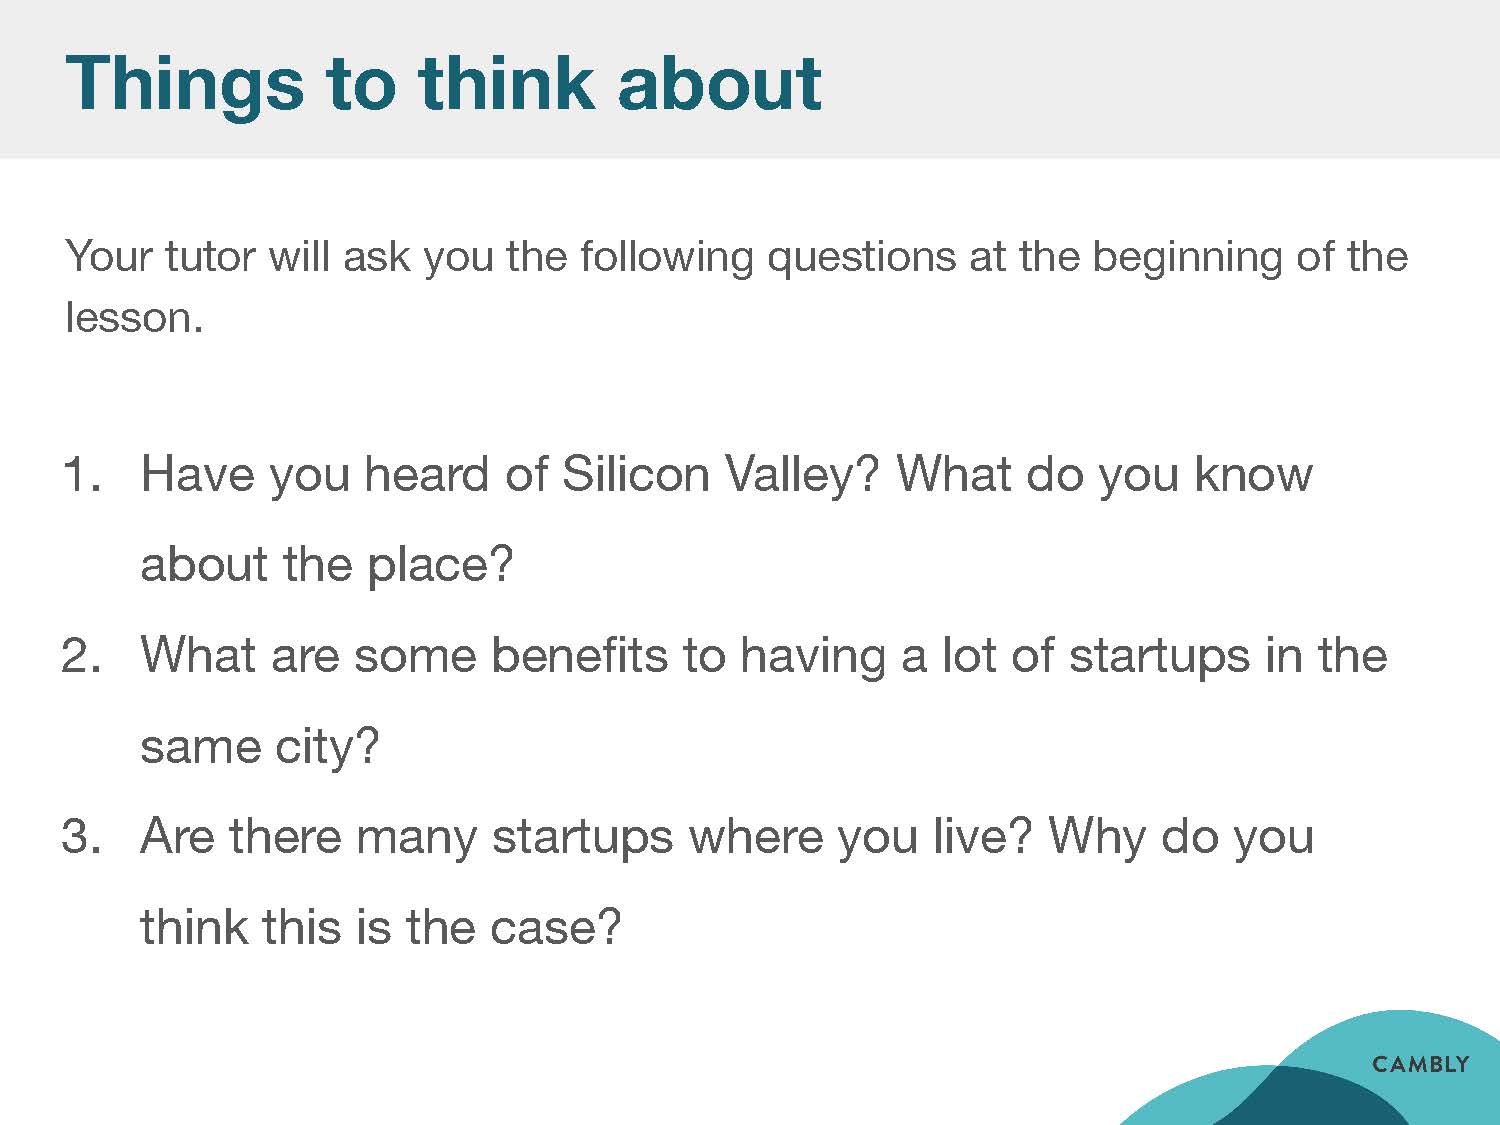 Things to think about
Your tutor will ask you the following questions at the beginning of the
lesson.
1. Have you heard of Silicon Valley? What do you know
about the place?
2. What are some benefits to having a lot of startups in the
same city?
3. Are there many startups where you live? Why do you
think this is the case?
CAMBLY